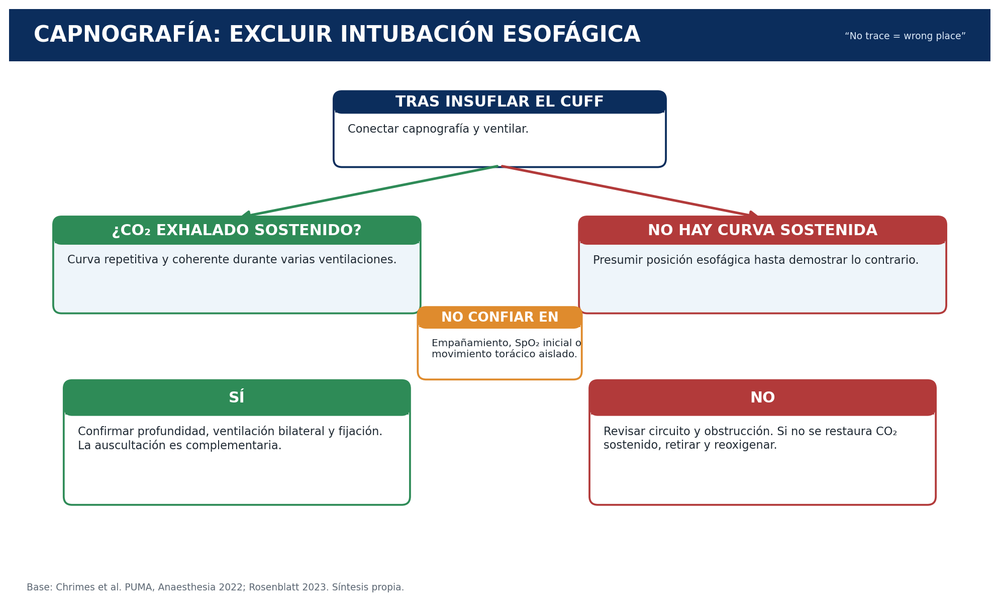 CAPNOGRAFÍA: EXCLUIR INTUBACIÓN ESOFÁGICA
“No trace = wrong place”
TRAS INSUFLAR EL CUFF
Conectar capnografía y ventilar.
¿CO₂ EXHALADO SOSTENIDO?
Curva repetitiva y coherente durante varias ventilaciones.
NO HAY CURVA SOSTENIDA
Presumir posición esofágica hasta demostrar lo contrario.
NO CONFIAR EN
Empañamiento, SpO₂ inicial o
movimiento torácico aislado.
SÍ
Confirmar profundidad, ventilación bilateral y fijación.
La auscultación es complementaria.
NO
Revisar circuito y obstrucción. Si no se restaura CO₂
sostenido, retirar y reoxigenar.
Base: Chrimes et al. PUMA, Anaesthesia 2022; Rosenblatt 2023. Síntesis propia.